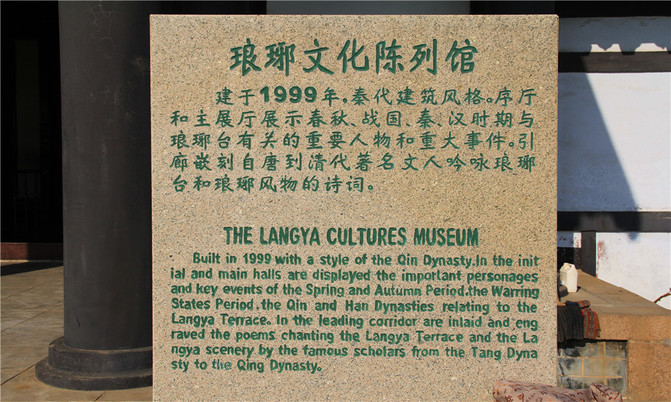 琅琊文化陈列馆
建于1999年，秦代建筑风格。序厅
和主展厅展示春秋、战国、秦、汉时期与
琅琊台有关的重要人物和重大事件。引
廊嵌刻自唐到清代著名文人吟咏琅琊
台和琅琊风物的诗词。
THE LANGYA CULTURES MUSEUM
Built in 1999 with a style of the Qin Dynasty.In the init
ial and main halls are displayed the important personages
and key events of the Spring and Autumn Period.the Warring
States Period.the Qin and Han Dynasties relating to the
Langya Terrace. In the leading corridor are inlaid and eng
raved the poems chanting the Langya Terrace and the La
ngya scenery by the famous scholars from the Tang Dyna
sty to the Qing Dynasty.